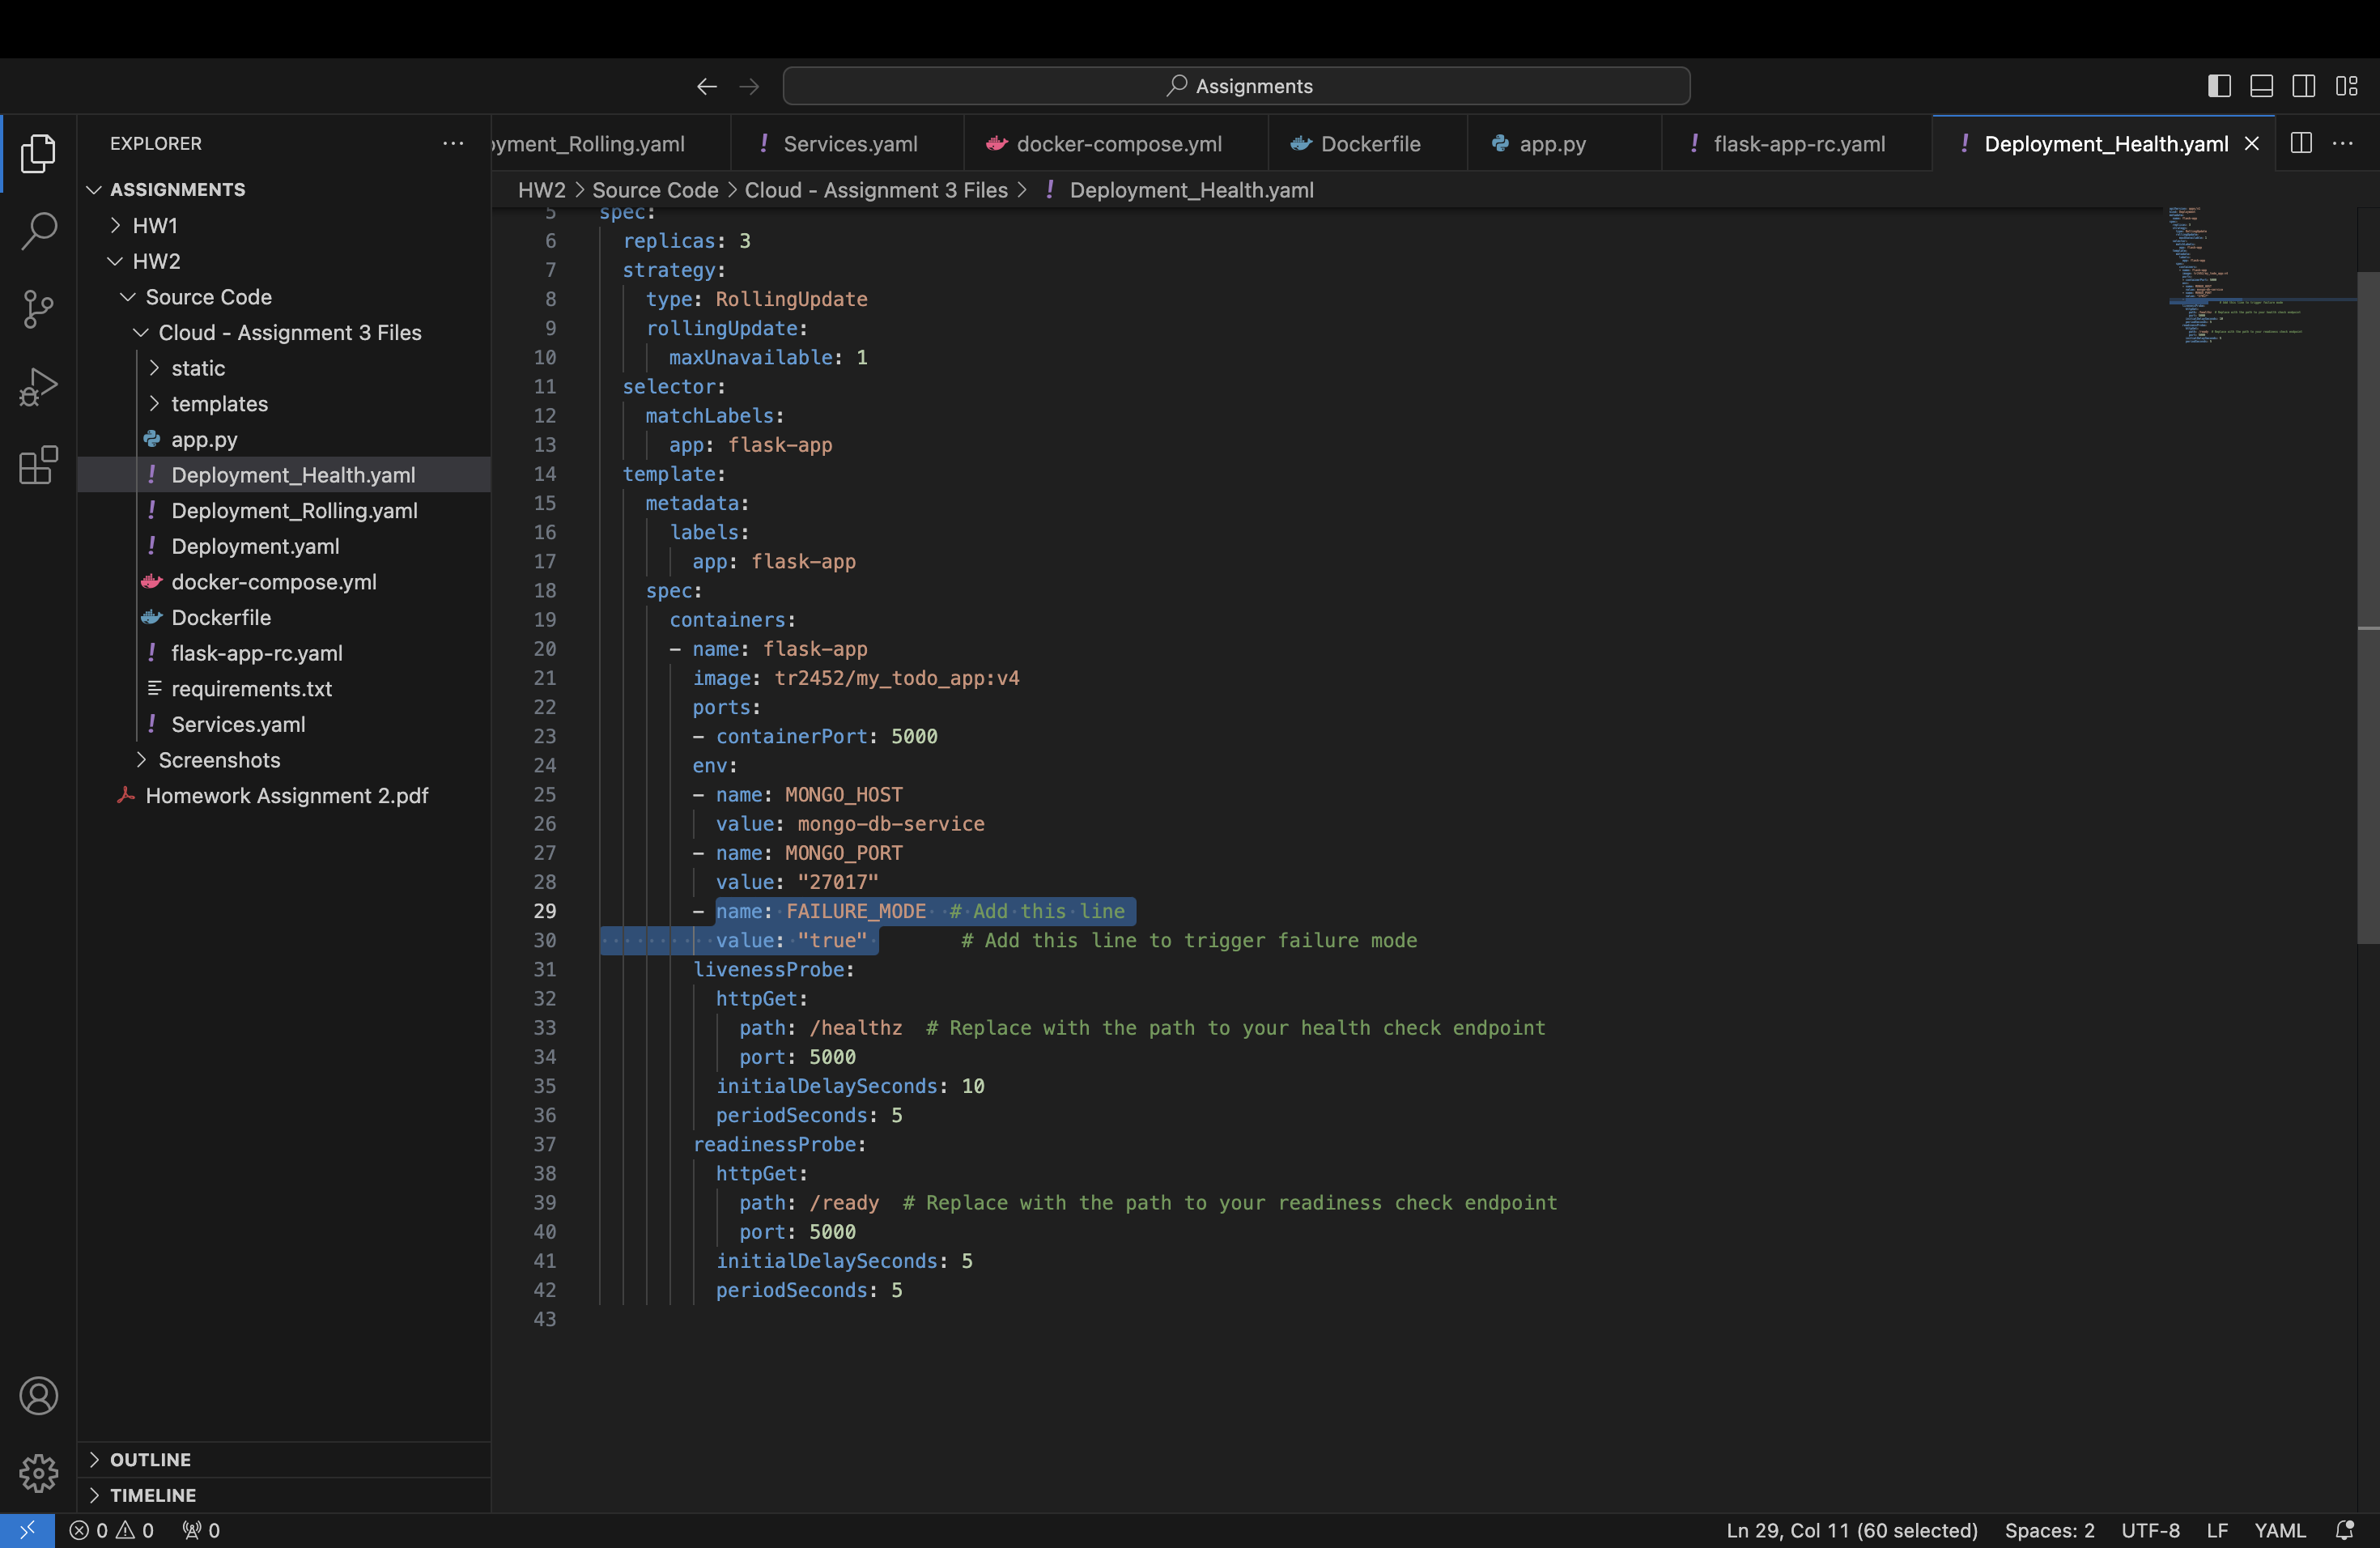 Assignments
EXPLORER
oyment_Rolling.yaml
Services.yaml
docker-compose.yml
Dockerfile
app.py
flask-app-rc.yaml
Deployment_Health.yaml
HW2 > Source Code > Cloud - Assignment 3 Files > ! Deployment_Health.yaml
ASSIGNMENTS
HW1
HW2
Source Code
Cloud - Assignment 3 Files
static
templates
app.py
Deployment_Health.yaml
Deployment_Rolling.yaml
Deployment.yaml
docker-compose.yml
Dockerfile
flask-app-rc.yaml
requirements.txt
Services.yaml
Screenshots
Homework Assignment 2.pdf
OUTLINE
TIMELINE
5 spec:
6 replicas: 3
7 strategy:
8 type: RollingUpdate
9 rollingUpdate:
10 maxUnavailable: 1
11 selector:
12 matchLabels:
13 app: flask-app
14 template:
15 metadata:
16 labels:
17 app: flask-app
18 spec:
19 containers:
20 - name: flask-app
21 image: tr2452/my_todo_app:v4
22 ports:
23 - containerPort: 5000
24 env:
25 - name: MONGO_HOST
26 value: mongo-db-service
27 - name: MONGO_PORT
28 value: "27017"
29 - name: FAILURE_MODE # Add this line
30 value: "true" # Add this line to trigger failure mode
31 livenessProbe:
32 httpGet:
33 path: /healthz # Replace with the path to your health check endpoint
34 port: 5000
35 initialDelaySeconds: 10
36 periodSeconds: 5
37 readinessProbe:
38 httpGet:
39 path: /ready # Replace with the path to your readiness check endpoint
40 port: 5000
41 initialDelaySeconds: 5
42 periodSeconds: 5
43
0 0 0
Ln 29, Col 11 (60 selected) Spaces: 2 UTF-8 LF YAML